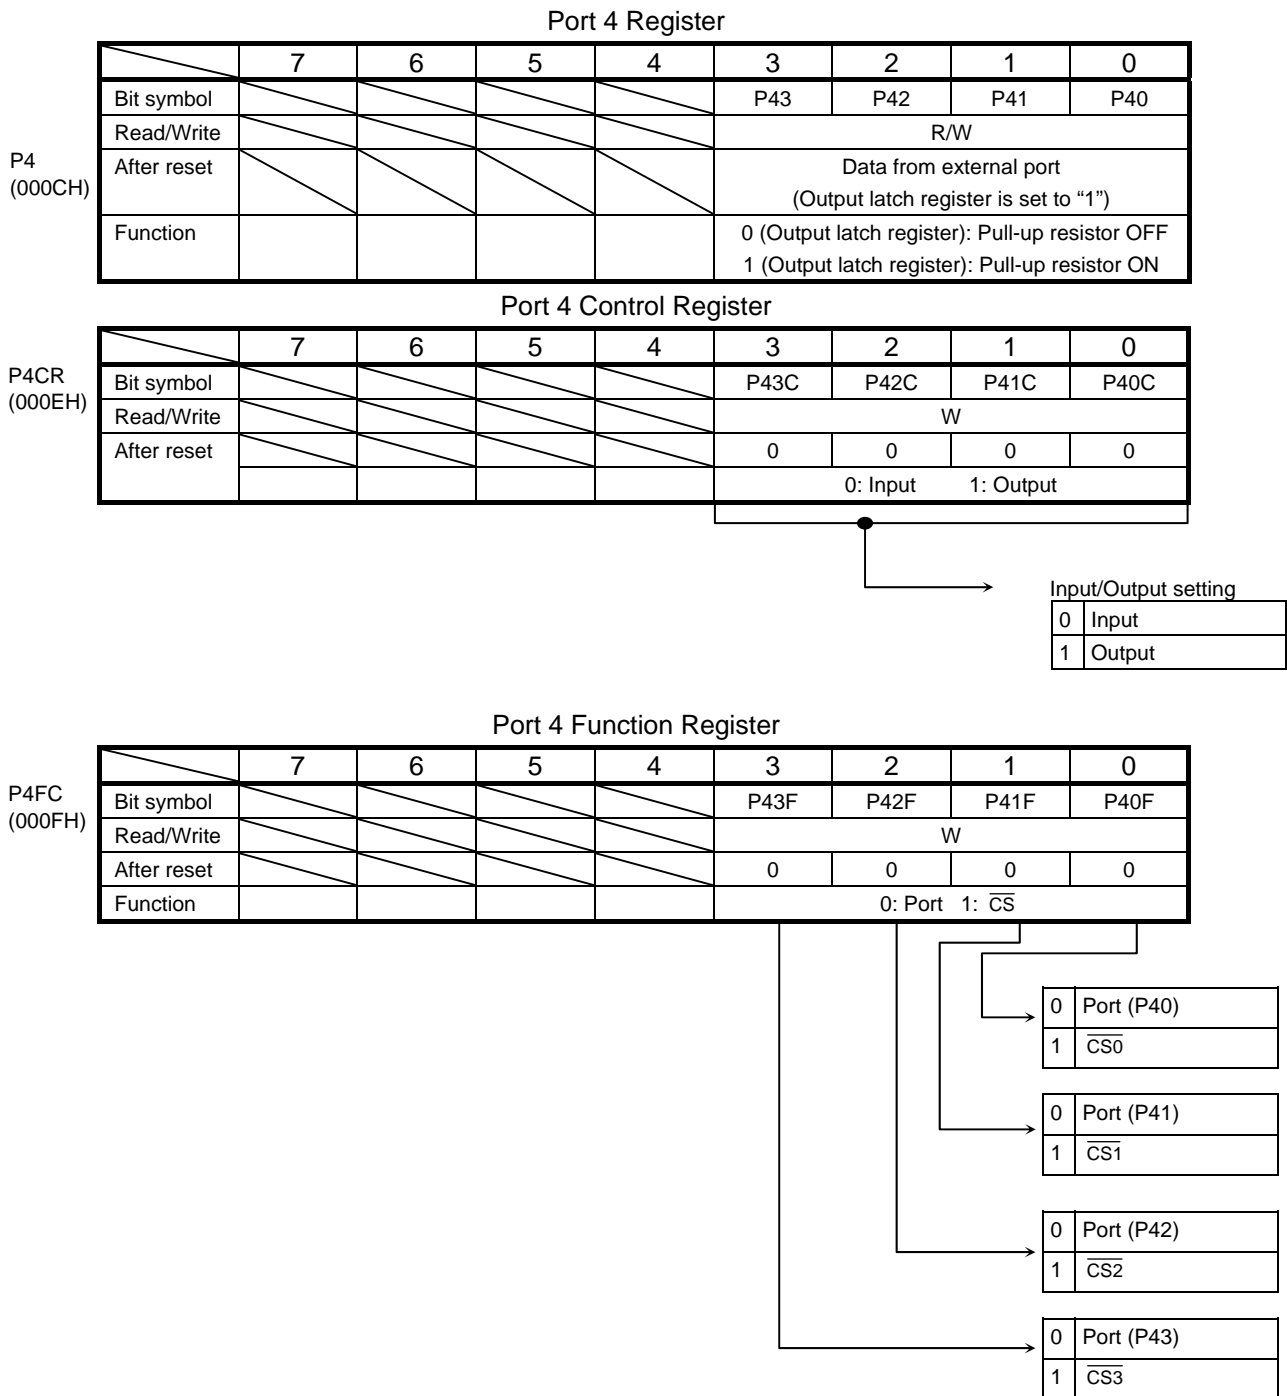 Port 4 Register
7 6 5 4 3 2 1 0
Bit symbol P43 P42 P41 P40
Read/Write R/W
P4
(000CH)
After reset Data from external port
(Output latch register is set to “1”)
Function 0 (Output latch register): Pull-up resistor OFF
1 (Output latch register): Pull-up resistor ON
Port 4 Control Register
7 6 5 4 3 2 1 0
P4CR
(000EH)
Bit symbol P43C P42C P41C P40C
Read/Write W
After reset 0 0 0 0
0: Input 1: Output
Input/Output setting
0 Input
1 Output
Port 4 Function Register
7 6 5 4 3 2 1 0
P4FC
(000FH)
Bit symbol P43F P42F P41F P40F
Read/Write W
After reset 0 0 0 0
Function 0: Port 1: C̅S̅
0 Port (P40)
1 C̅S̅0̅
0 Port (P41)
1 C̅S̅1̅
0 Port (P42)
1 C̅S̅2̅
0 Port (P43)
1 C̅S̅3̅